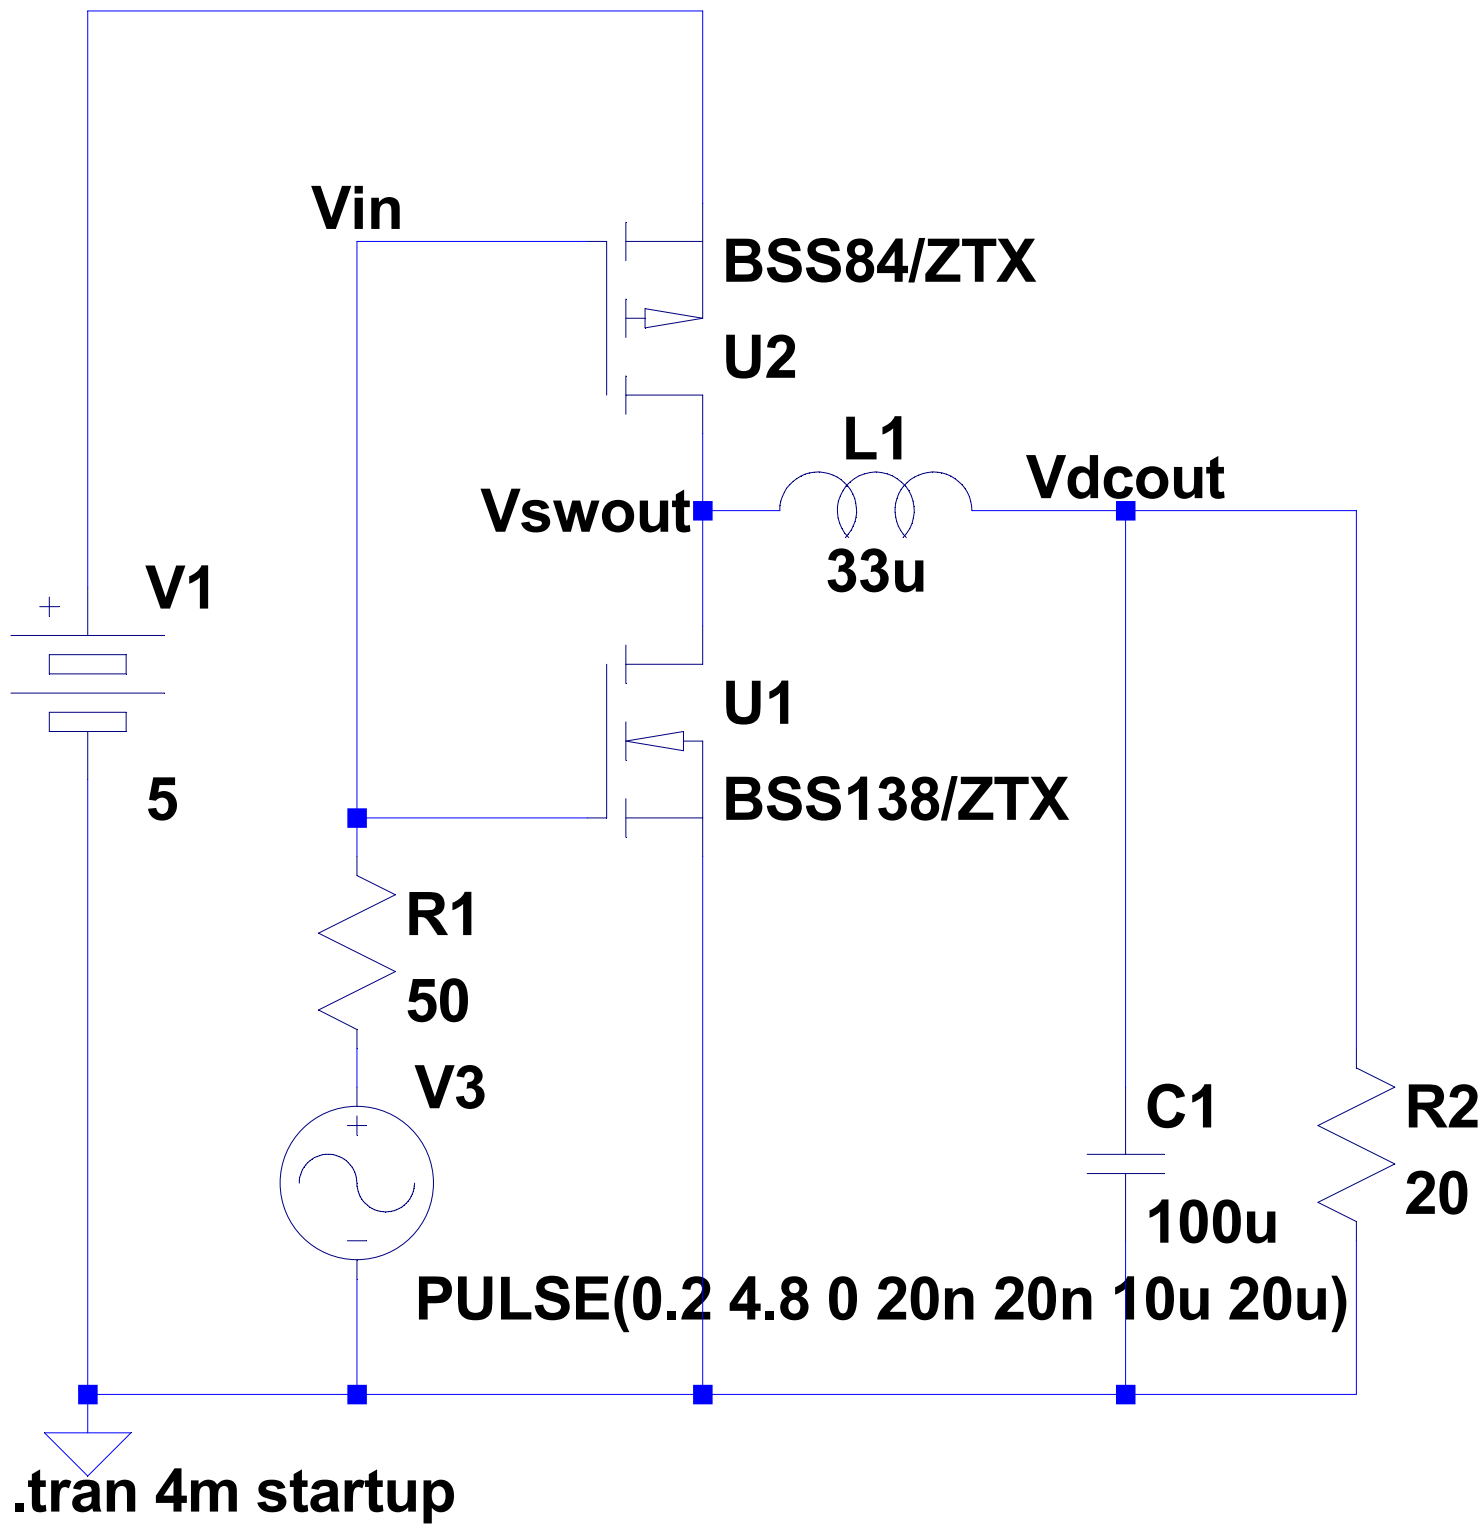 Vin
BSS84/ZTX
U2
L1
Vdcout
Vswout
33u
V1
+
U1
5
BSS138/ZTX
R1
50
V3
+
C1
R2
20
100u
PULSE(0.2 4.8 0 20n 20n 10u 20u)
.tran 4m startup